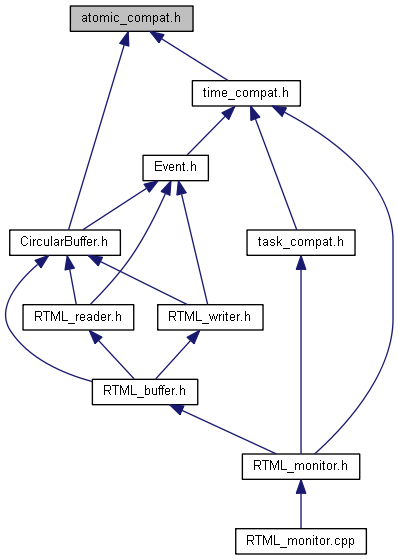 atomic_compat.h
time_compat.h
Event.h
CircularBuffer.h
task_compat.h
RTML_reader.h
RTML_writer.h
RTML_buffer.h
RTML_monitor.h
RTML_monitor.cpp